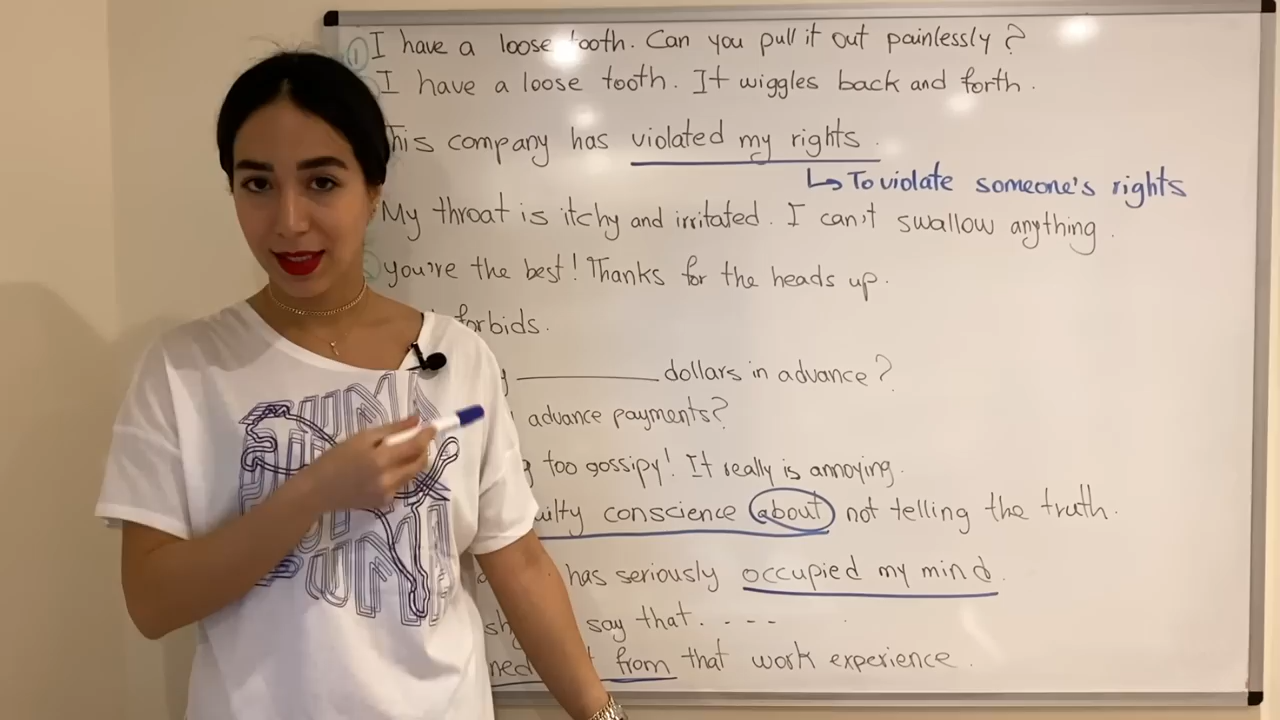 ① I have a loose tooth. Can you pull it out painlessly?
I have a loose tooth. It wiggles back and forth.
This company has violated my rights.
↳ To violate someone's rights
My throat is itchy and irritated. I can't swallow anything.
you're the best! Thanks for the heads up.
forbids.
dollars in advance?
advance payments?
too gossipy! It really is annoying.
conscience about not telling the truth.
has seriously occupied my mind.
say that. - - - -
from that work experience.
PUMA